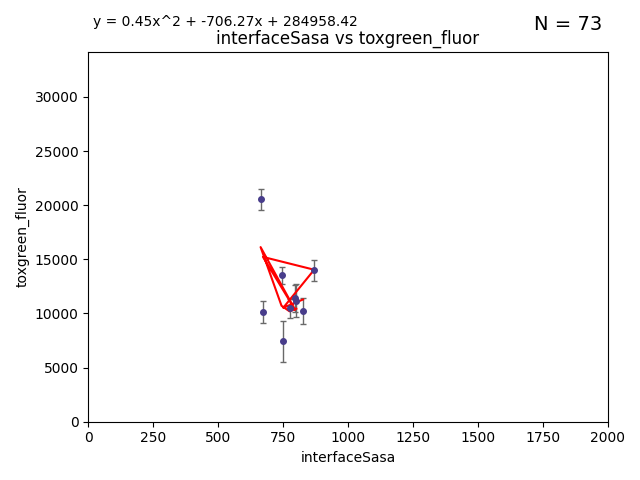 y = 0.45x^2 + -706.27x + 284958.42
N = 73
interfaceSasa vs toxgreen_fluor
30000
25000
20000
15000
10000
5000
0
toxgreen_fluor
0 250 500 750 1000 1250 1500 1750 2000
interfaceSasa